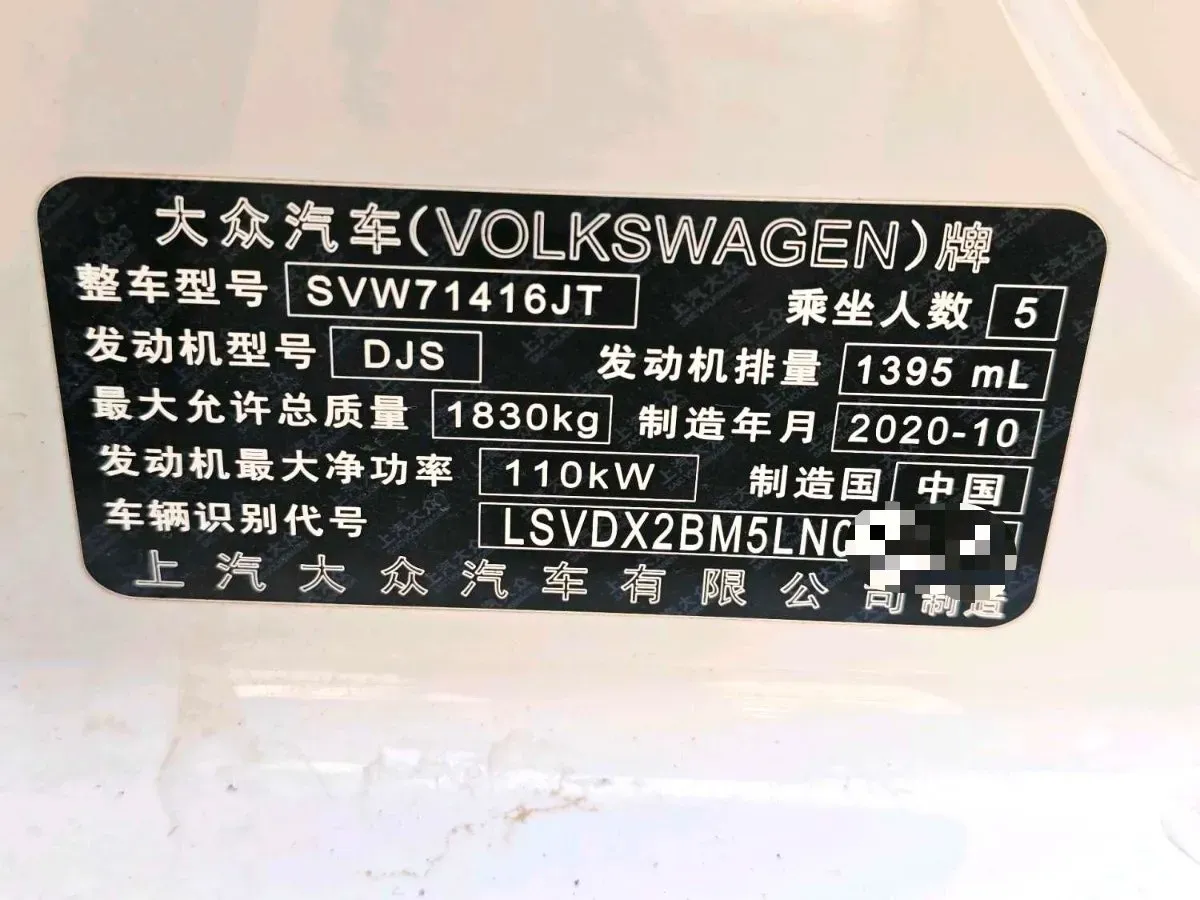 大众汽车(VOLKSWAGEN)牌
整车型号 SVW71416JT 乘坐人数 5
发动机型号 DJS 发动机排量 1395 mL
最大允许总质量 1830kg 制造年月 2020-10
发动机最大净功率 110kW 制造国 中国
车辆识别代号 LSVDX2BM5LN
上汽大众汽车有限公司制造